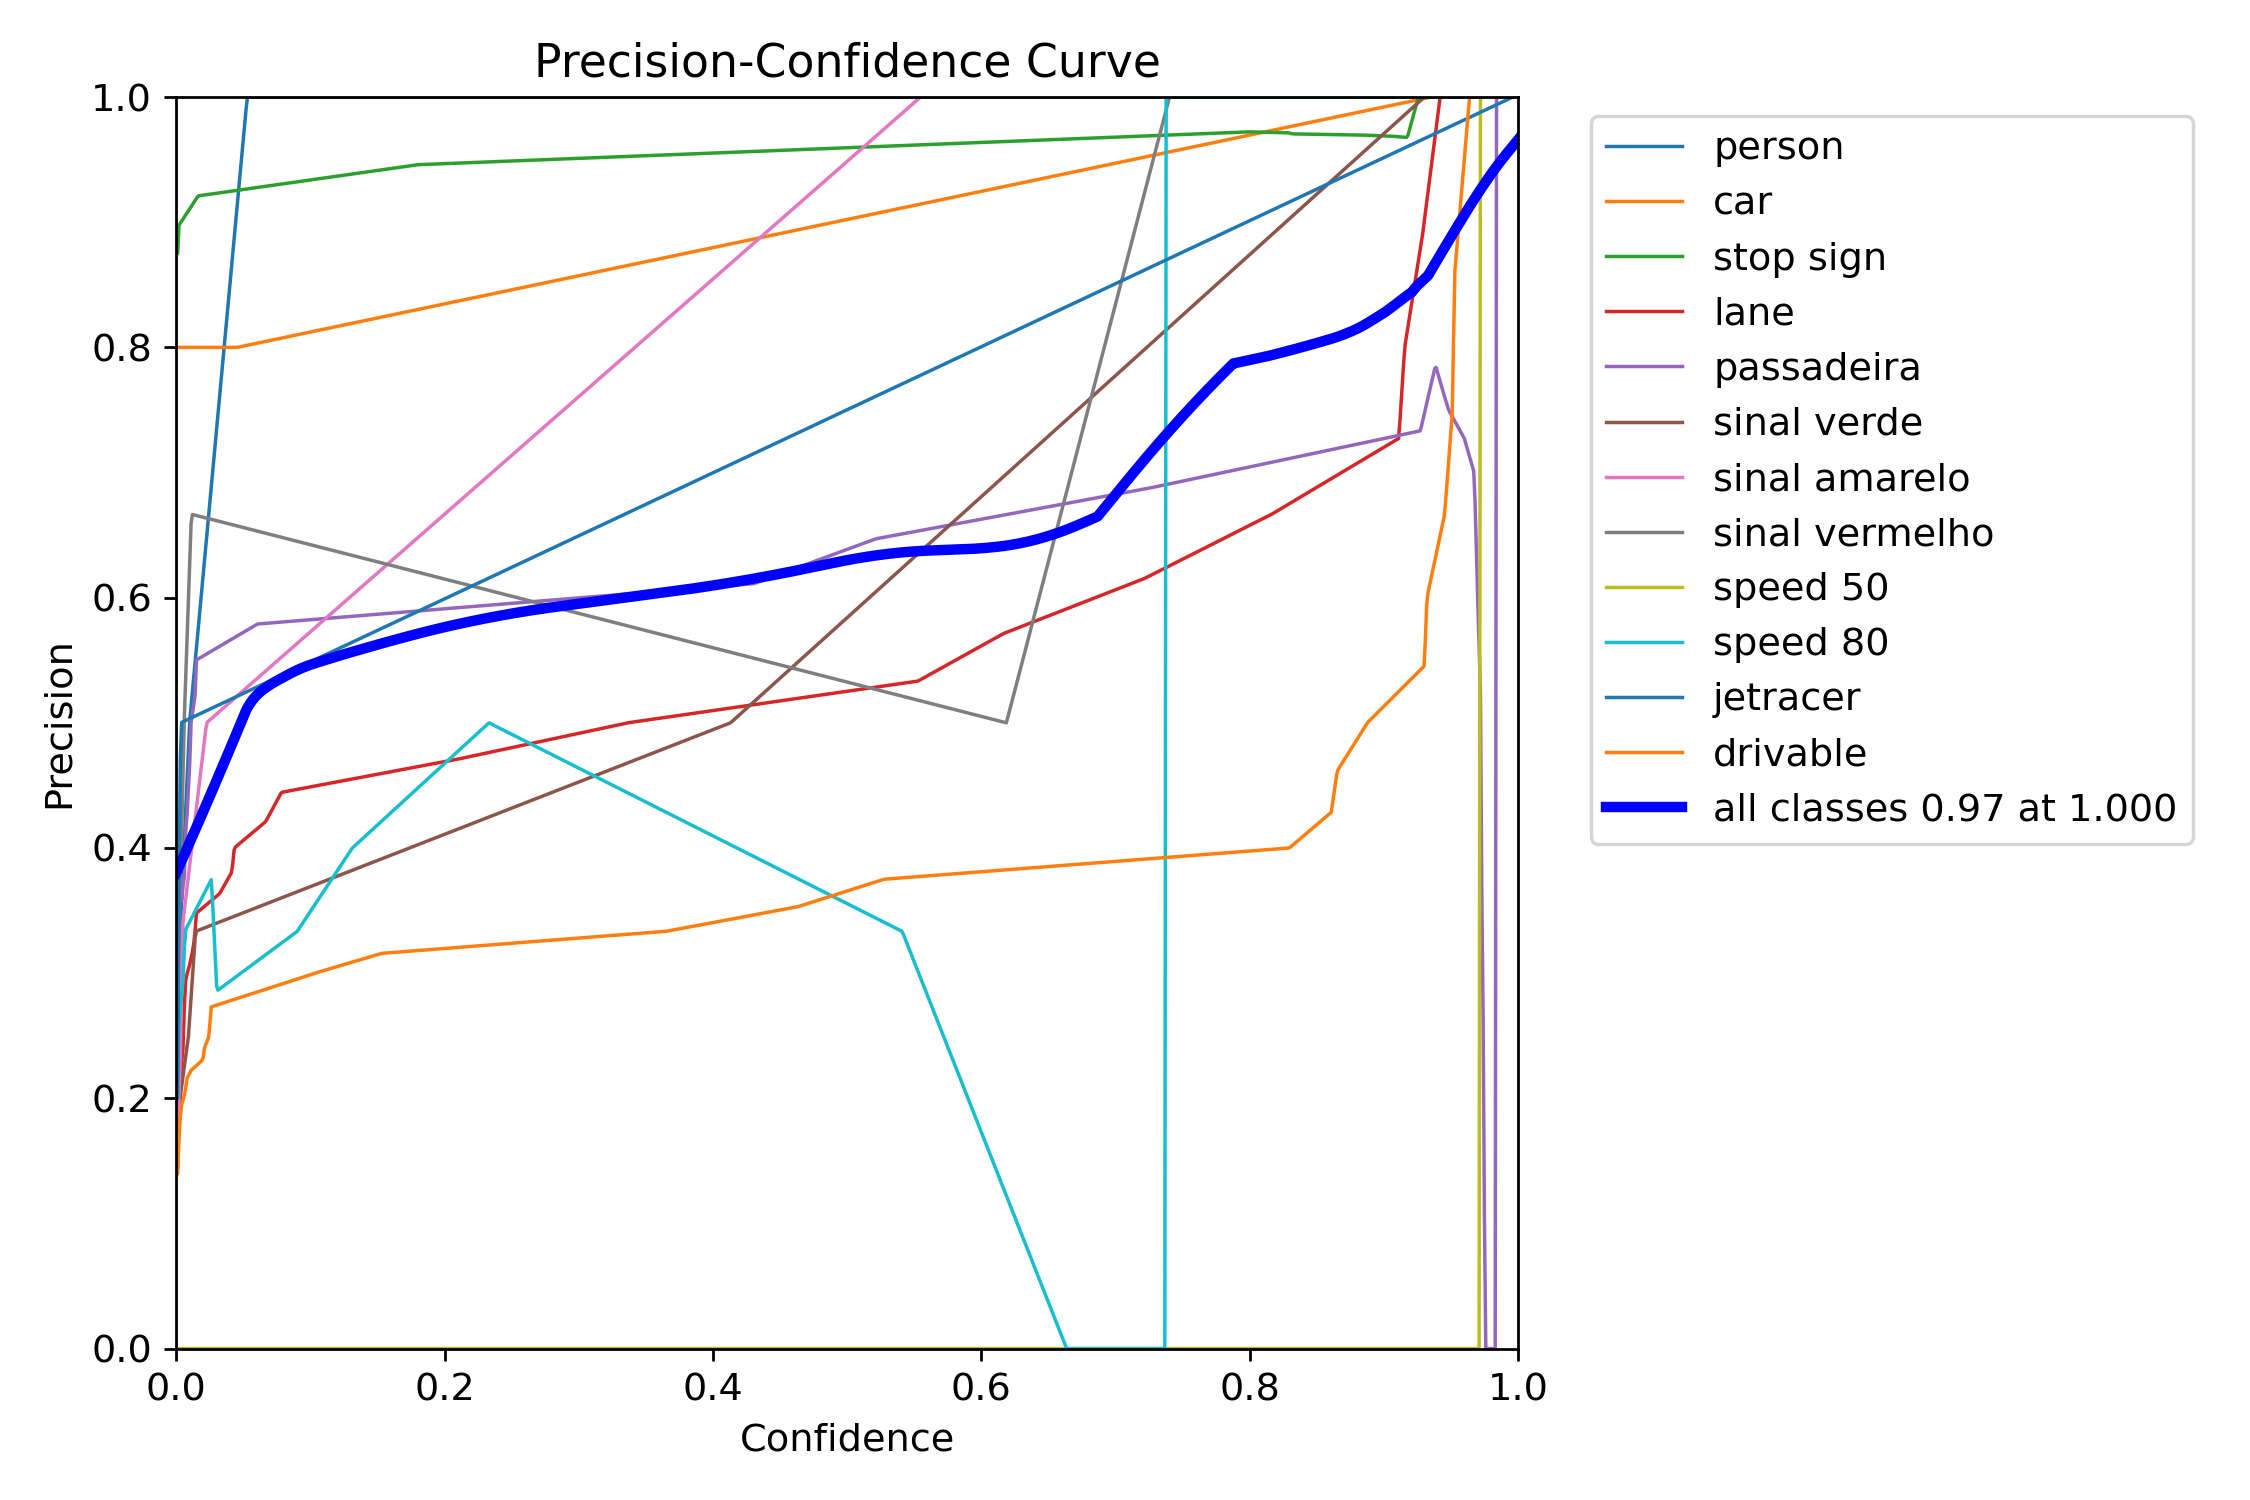 Precision-Confidence Curve
1.0
0.8
0.6
0.4
0.2
0.0
Precision
0.0 0.2 0.4 0.6 0.8 1.0
Confidence
person
car
stop sign
lane
passadeira
sinal verde
sinal amarelo
sinal vermelho
speed 50
speed 80
jetracer
drivable
all classes 0.97 at 1.000